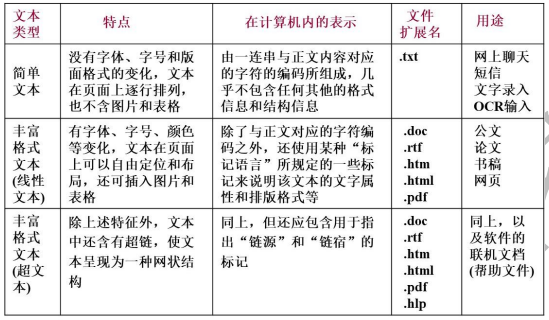 文本
类型
特点
在计算机内的表示
文件
扩展名
用途
简单
文本
没有字体、字号和版
面格式的变化，文本
在页面上逐行排列，
也不含图片和表格
由一连串与正文内容对应
的字符的编码所组成，几
乎不包含任何其他的格式
信息和结构信息
.txt
网上聊天
短信
文字录入
OCR输入
丰富
格式
文本
(线性
文本)
有字体、字号、颜色
等变化，文本在页面
上可以自由定位和布
局，还可插入图片和
表格
除了与正文对应的字符编
码之外，还使用某种“标
记语言”所规定的一些标
记来说明该文本的文字属
性和排版格式等
.doc
.rtf
.htm
.html
.pdf
公文
论文
书稿
网页
丰富
格式
文本
(超文
本)
除上述特征外，文本
中还含有超链，使文
本呈现为一种网状结
构
同上，但还应包含用于指
出“链源”和“链宿”的
标记
.doc
.rtf
.htm
.html
.pdf
.hlp
同上，以
及软件的
联机文档
(帮助文件)